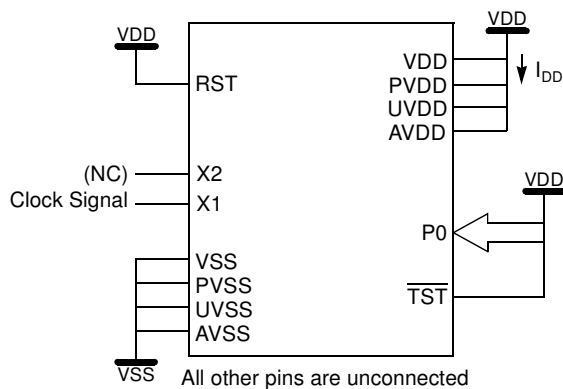 VDD
VDD
RST
VDD
PVDD
UVDD
AVDD
IDD
(NC)
X2
Clock Signal
X1
VDD
P0
TST
VSS
PVSS
UVSS
AVSS
VSS
All other pins are unconnected